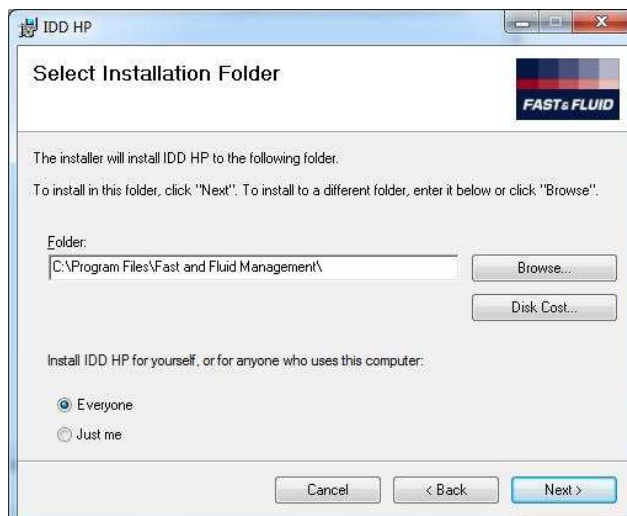 IDD HP
Select Installation Folder
FAST & FLUID
The installer will install IDD HP to the following folder.
To install in this folder, click "Next". To install to a different folder, enter it below or click "Browse".
Folder:
C:\Program Files\Fast and Fluid Management\
Browse...
Disk Cost...
Install IDD HP for yourself, or for anyone who uses this computer:
Everyone
Just me
Cancel
< Back
Next >